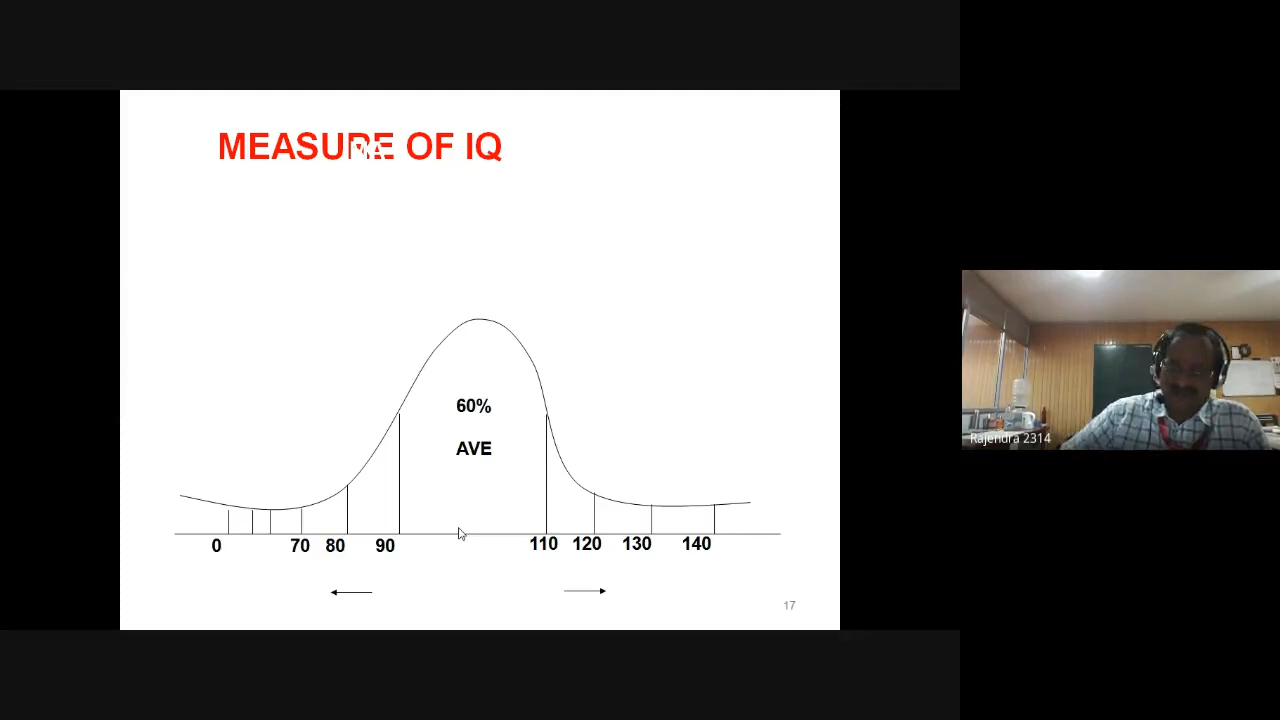 MEASURE OF IQ
60%
AVE
0 70 80 90 110 120 130 140
17
Rajendra 2314